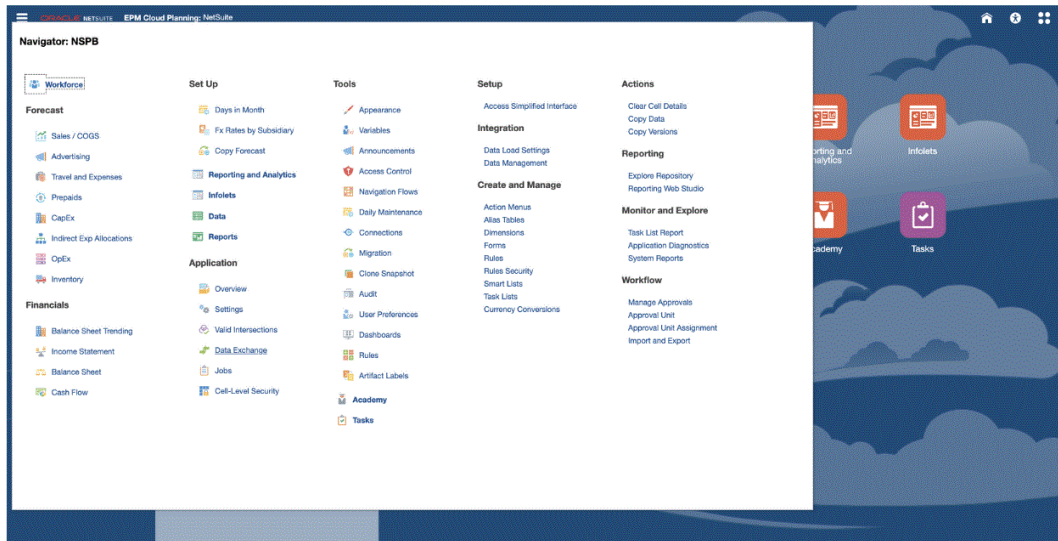 ORACLE NETSUITE EPM Cloud Planning: NetSuite
Navigator: NSPB
Workforce
Forecast
Sales / COGS
Advertising
Travel and Expenses
Prepaids
CapEx
Indirect Exp Allocations
OpEx
Inventory
Financials
Balance Sheet Trending
Income Statement
Balance Sheet
Cash Flow
Set Up
Days in Month
Fx Rates by Subsidiary
Copy Forecast
Reporting and Analytics
Infolets
Data
Reports
Application
Overview
Settings
Valid Intersections
Data Exchange
Jobs
Cell-Level Security
Tools
Appearance
Variables
Announcements
Access Control
Navigation Flows
Daily Maintenance
Connections
Migration
Clone Snapshot
Audit
User Preferences
Dashboards
Rules
Artifact Labels
Academy
Tasks
Setup
Access Simplified Interface
Integration
Data Load Settings
Data Management
Create and Manage
Action Menus
Alias Tables
Dimensions
Forms
Rules
Rules Security
Smart Lists
Task Lists
Currency Conversions
Actions
Clear Cell Details
Copy Data
Copy Versions
Reporting
Explore Repository
Reporting Web Studio
Monitor and Explore
Task List Report
Application Diagnostics
System Reports
Workflow
Manage Approvals
Approval Unit
Approval Unit Assignment
Import and Export
orting and
nalytics
Infolets
cademy
Tasks